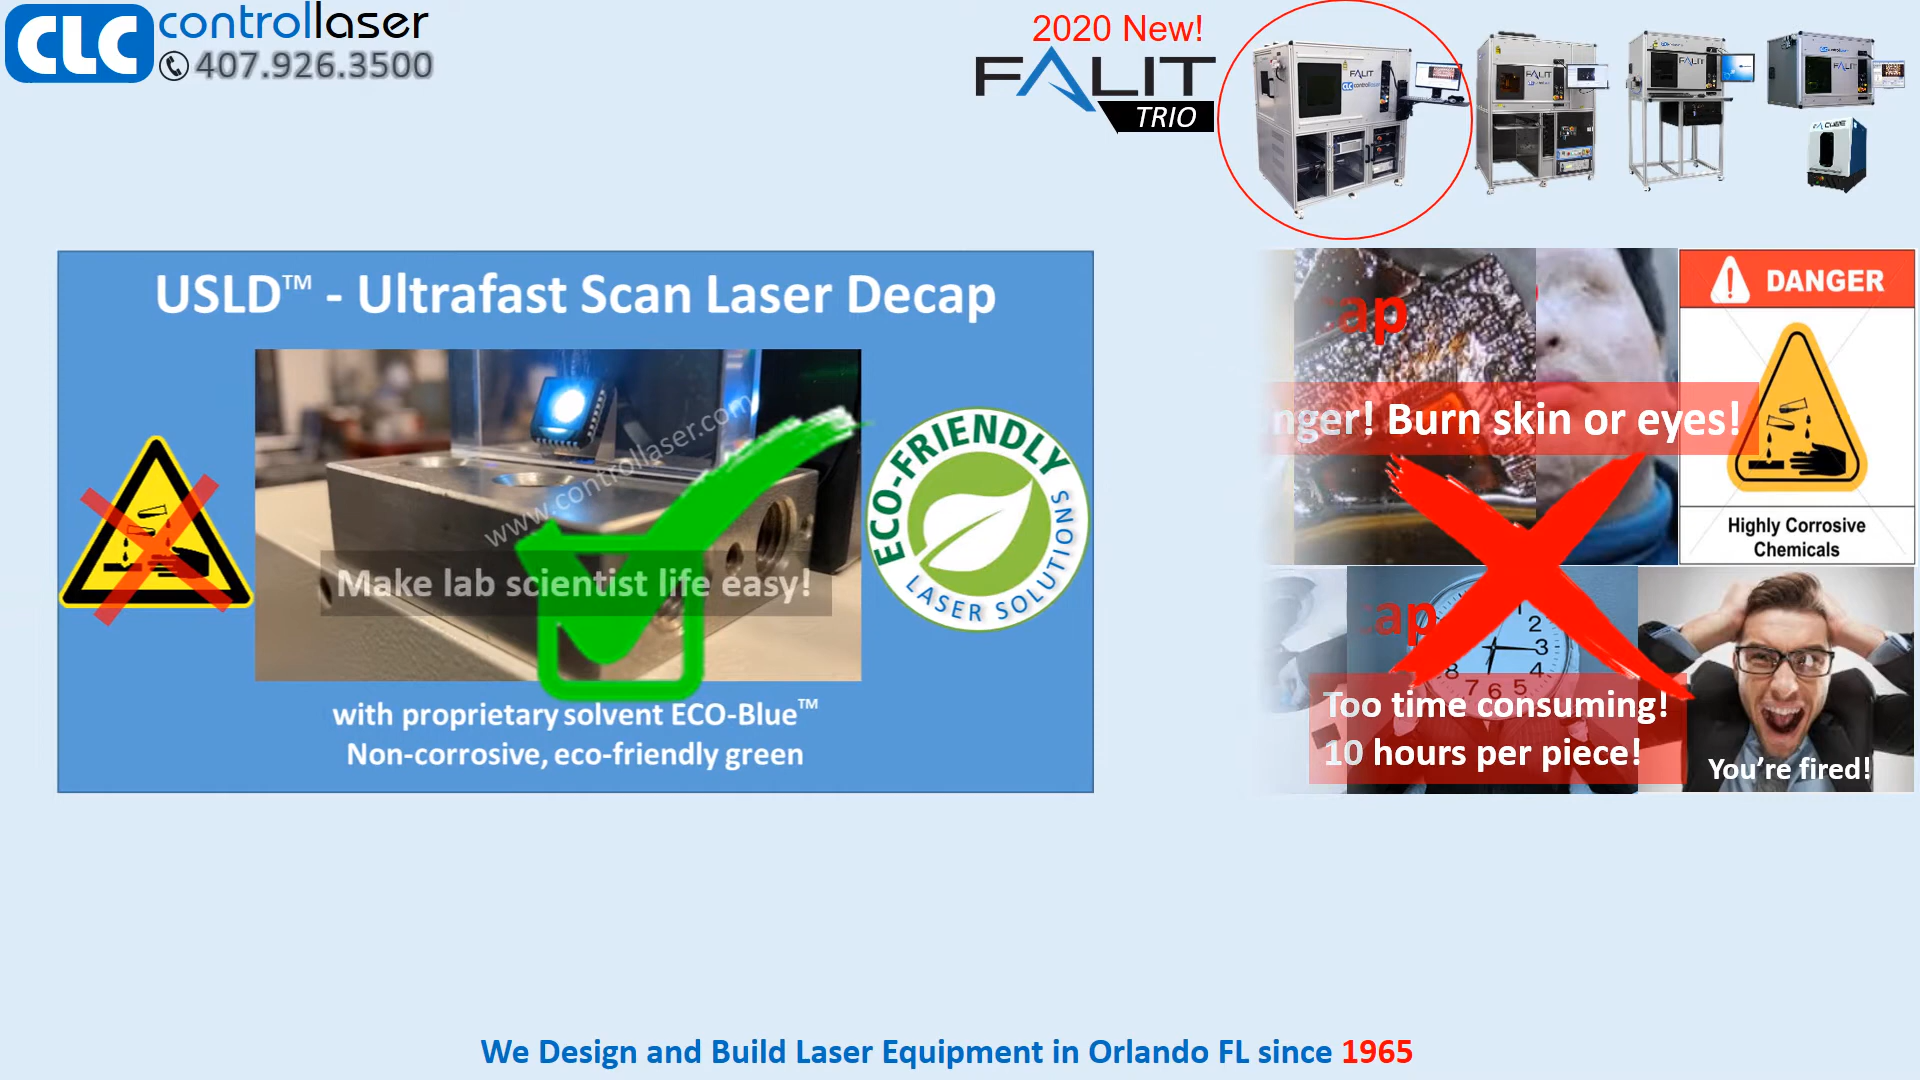 CLC controllaser
407.926.3500
2020 New!
FALIT
TRIO
USLD™ - Ultrafast Scan Laser Decap
www.controllaser.com
Make lab scientist life easy!
ECO-FRIENDLY
LASER SOLUTIONS
with proprietary solvent ECO-Blue™
Non-corrosive, eco-friendly green
ap
nger! Burn skin or eyes!
DANGER
Highly Corrosive
Chemicals
cap
Too time consuming!
10 hours per piece!
You're fired!
We Design and Build Laser Equipment in Orlando FL since 1965